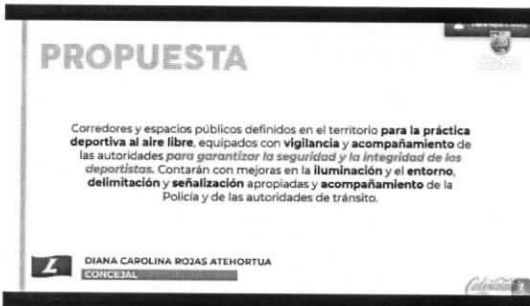 PROPUESTA
Corredores y espacios públicos definidos en el territorio para la práctica
deportiva al aire libre, equipados con vigilancia y acompañamiento de
las autoridades para garantizar la seguridad y la integridad de los
deportistas. Contarán con mejoras en la iluminación y el entorno,
delimitación y señalización apropiadas y acompañamiento de la
Policía y de las autoridades de tránsito.
L
DIANA CAROLINA ROJAS ATEHORTUA
CONCEJAL